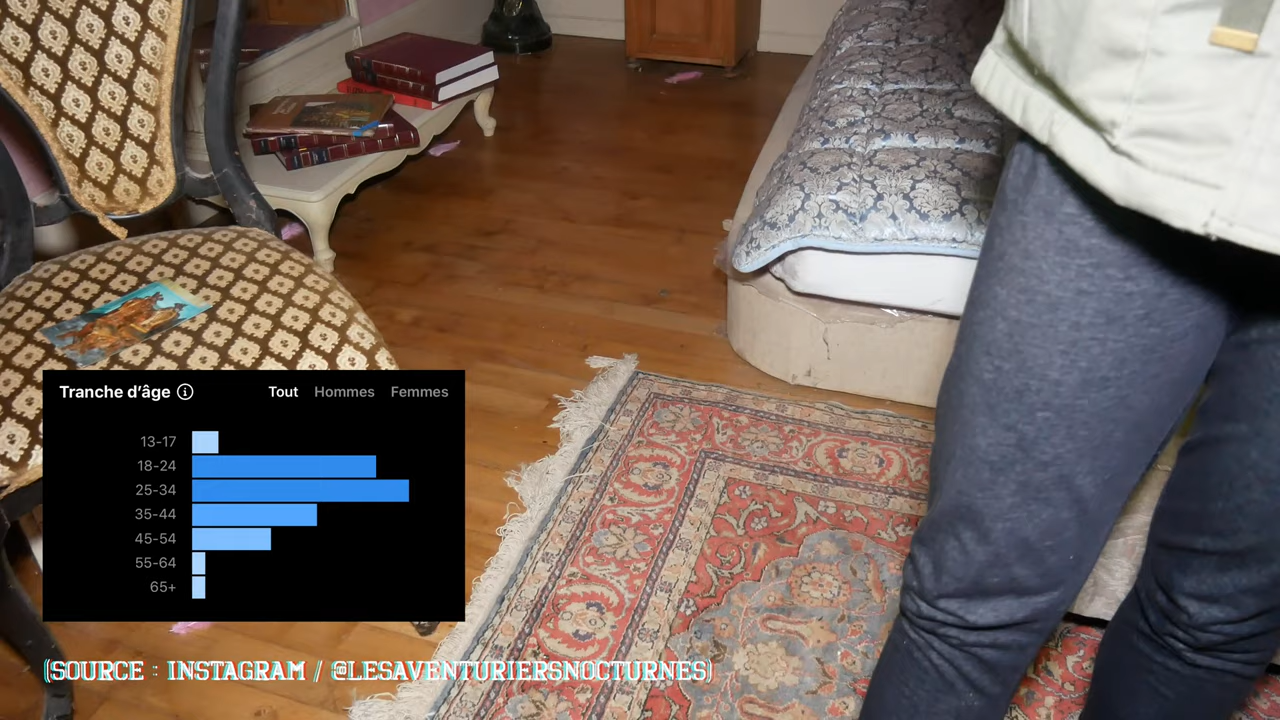 Tranche d'âge
Tout Hommes Femmes
13-17
18-24
25-34
35-44
45-54
55-64
65+
(SOURCE : INSTAGRAM / @LESAVENTURIERSNOCTURNES)